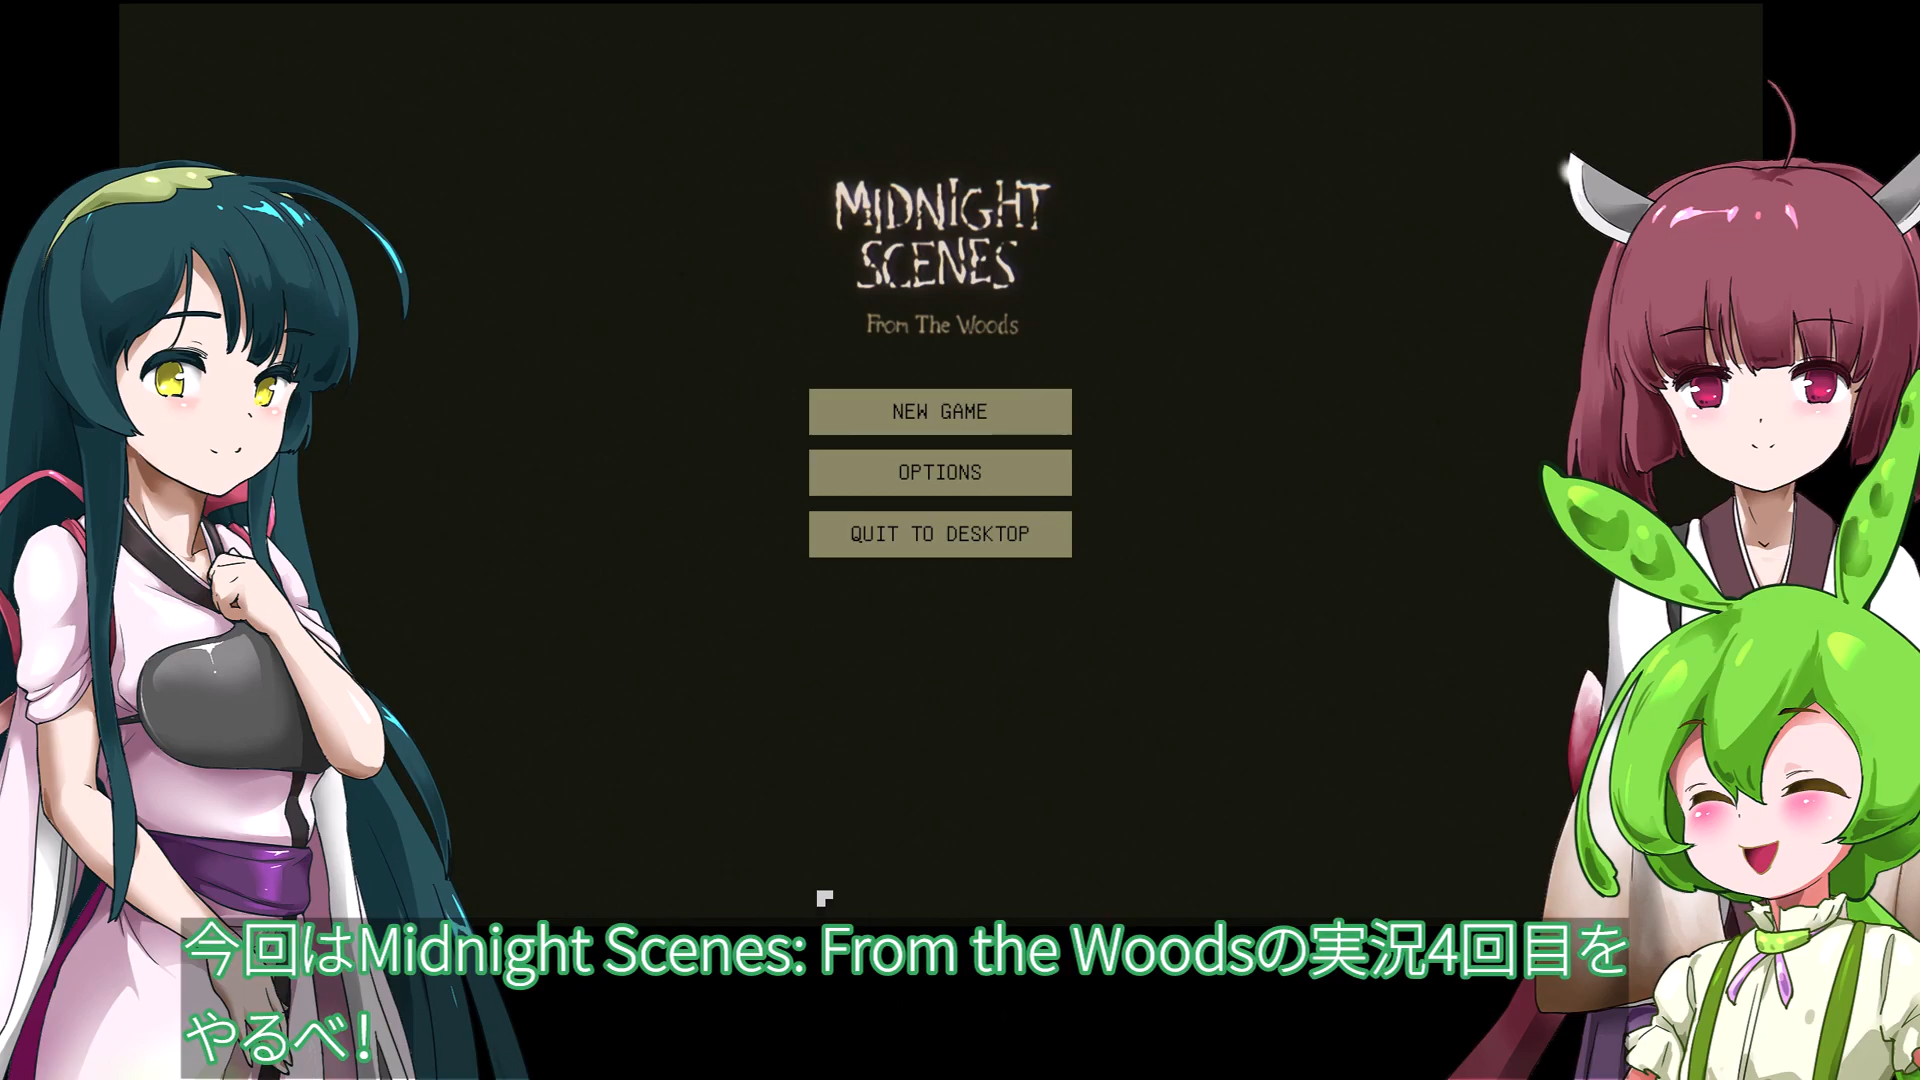 MIDNIGHT
SCENES
From The Woods
NEW GAME
OPTIONS
QUIT TO DESKTOP
今回はMidnight Scenes: From the Woodsの実況4回目を
やるべ！